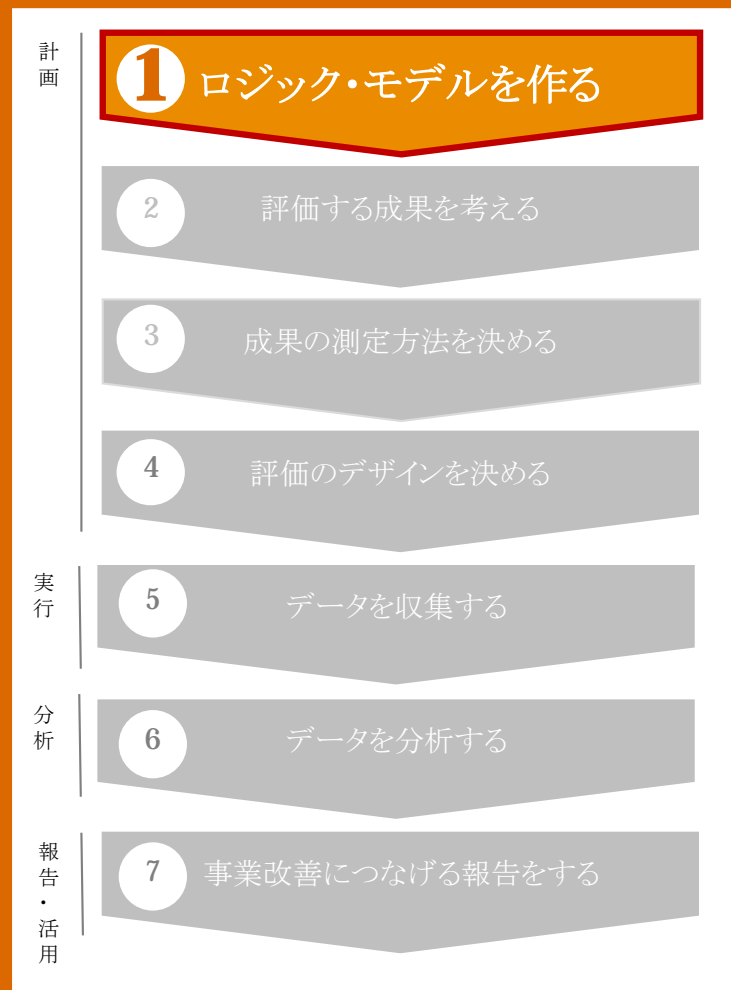 計画
1 ロジック・モデルを作る
2 評価する成果を考える
3 成果の測定方法を決める
4 評価のデザインを決める
実行
5 データを収集する
分析
6 データを分析する
報告・活用
7 事業改善につなげる報告をする